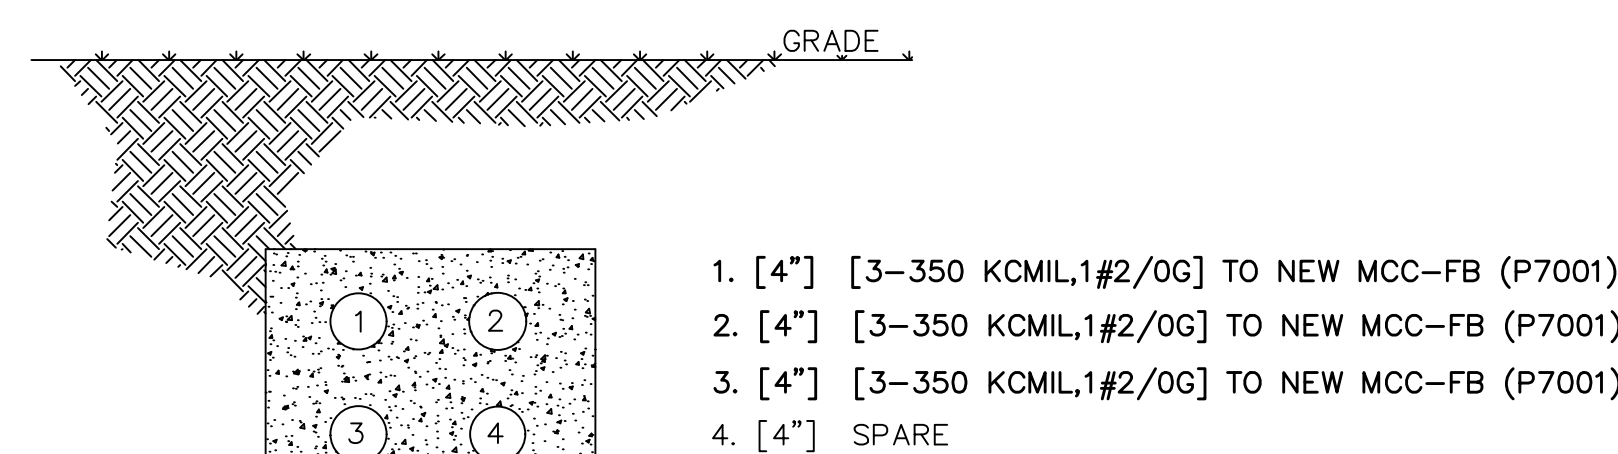 GRADE
1. [4"] [3-350 KCMIL,1#2/0G] TO NEW MCC-FB (P7001)
1 2
2. [4"] [3-350 KCMIL,1#2/0G] TO NEW MCC-FB (P7001)
3. [4"] [3-350 KCMIL,1#2/0G] TO NEW MCC-FB (P7001)
3 4
4. [4"] SPARE